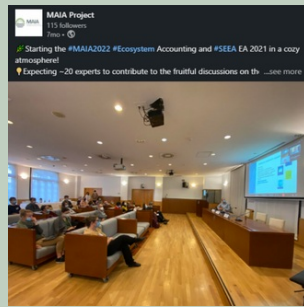 MAIA Project
115 followers
7mo •
Starting the #MAIA2022 #Ecosystem Accounting and #SEEA EA 2021 in a cozy
atmosphere!
Expecting ~20 experts to contribute to the fruitful discussions on th ...see more